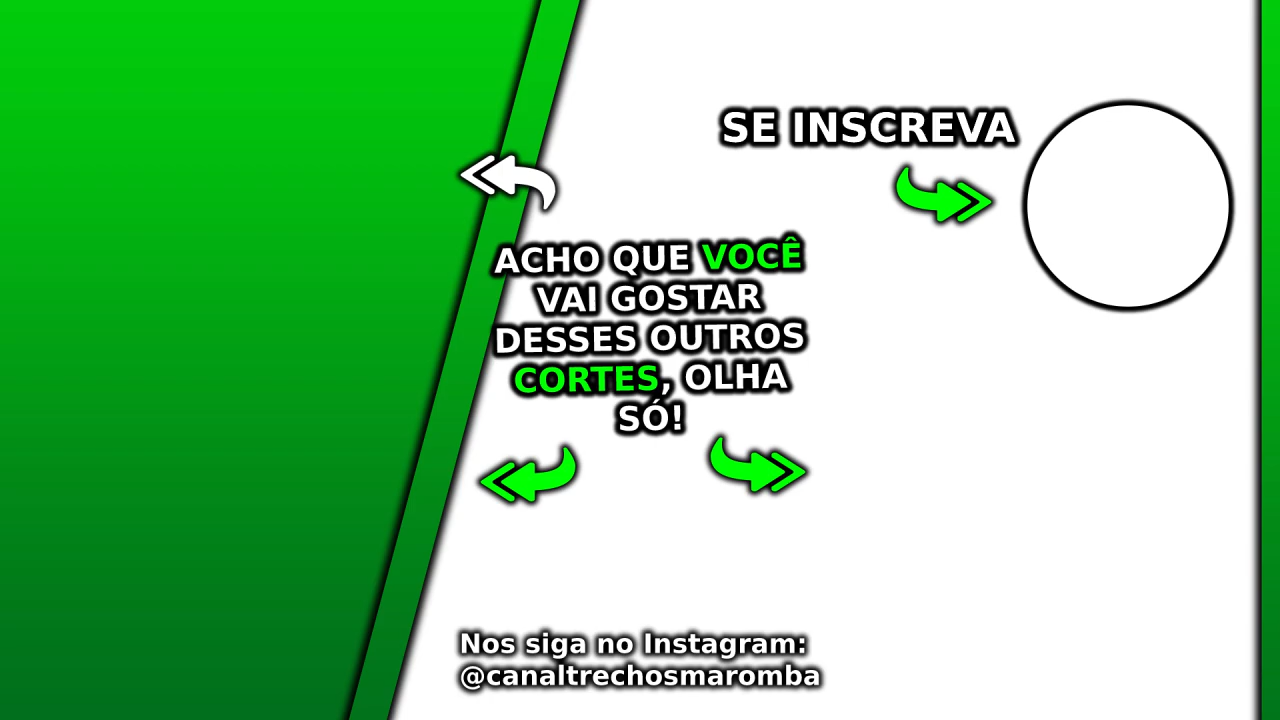 SE INSCREVA
ACHO QUE VOCÊ
VAI GOSTAR
DESSES OUTROS
CORTES, OLHA
SÓ!
Nos siga no Instagram:
@canaltrechosmaromba